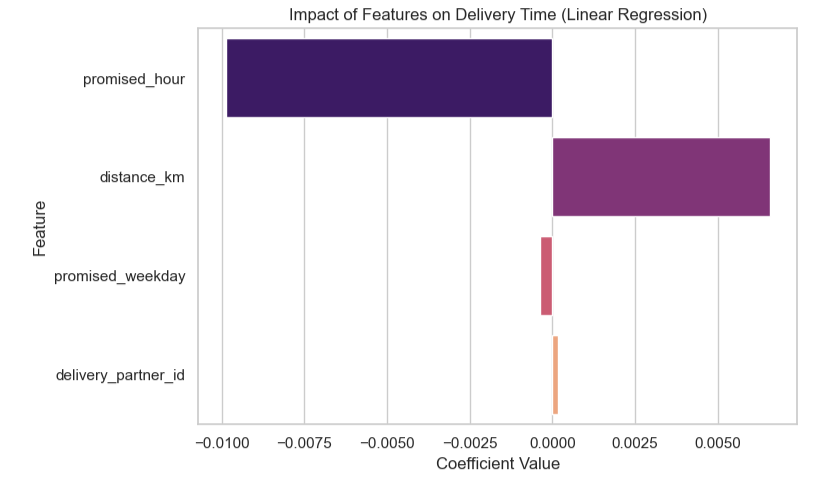 Impact of Features on Delivery Time (Linear Regression)
promised_hour
distance_km
promised_weekday
delivery_partner_id
Feature
−0.0100 −0.0075 −0.0050 −0.0025 0.0000 0.0025 0.0050
Coefficient Value